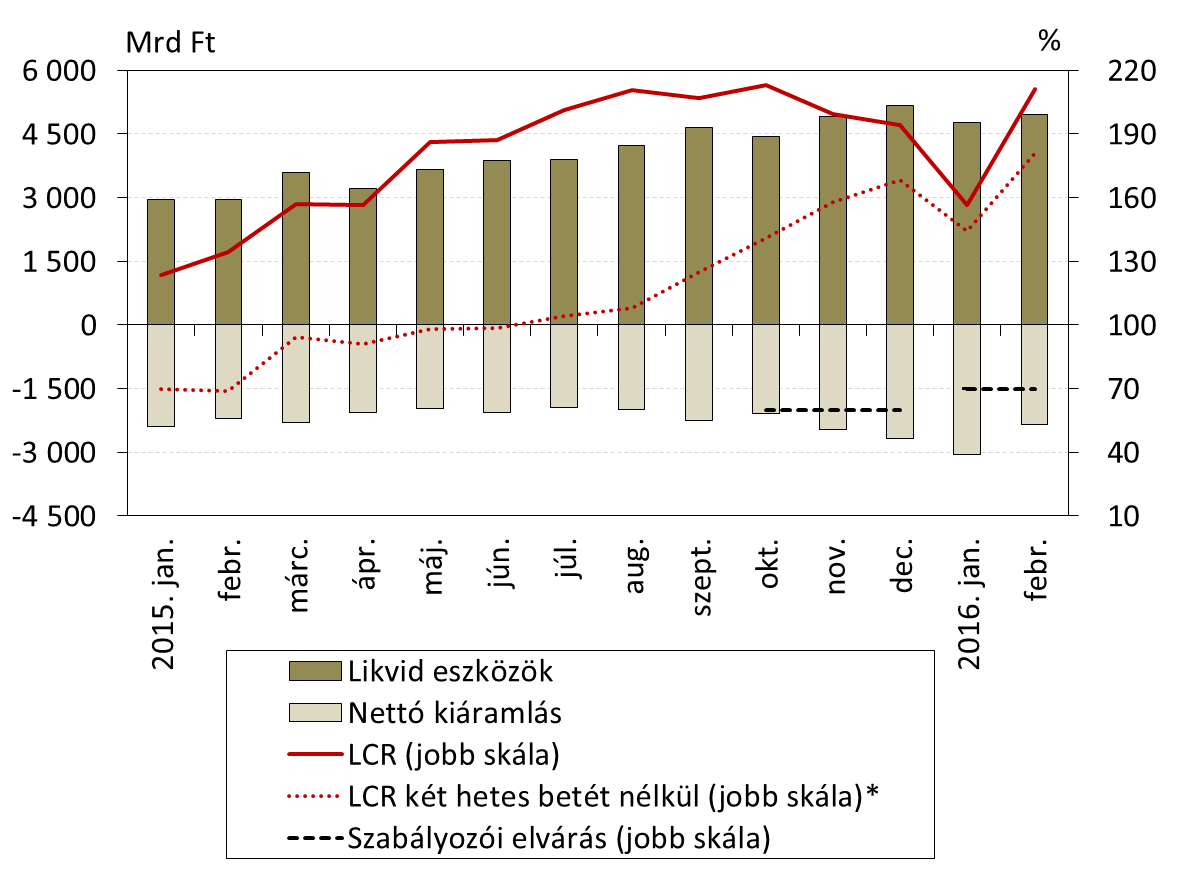 Mrd Ft
%
6 000
220
4 500
190
3 000
160
1 500
130
0
100
-1 500
70
-3 000
40
-4 500
10
2015. jan.
febr.
márc.
ápr.
máj.
jún.
júl.
aug.
szept.
okt.
nov.
dec.
2016. jan.
febr.
Likvid eszközök
Nettó kiáramlás
LCR (jobb skála)
LCR két hetes betét nélkül (jobb skála)*
Szabályozói elvárás (jobb skála)